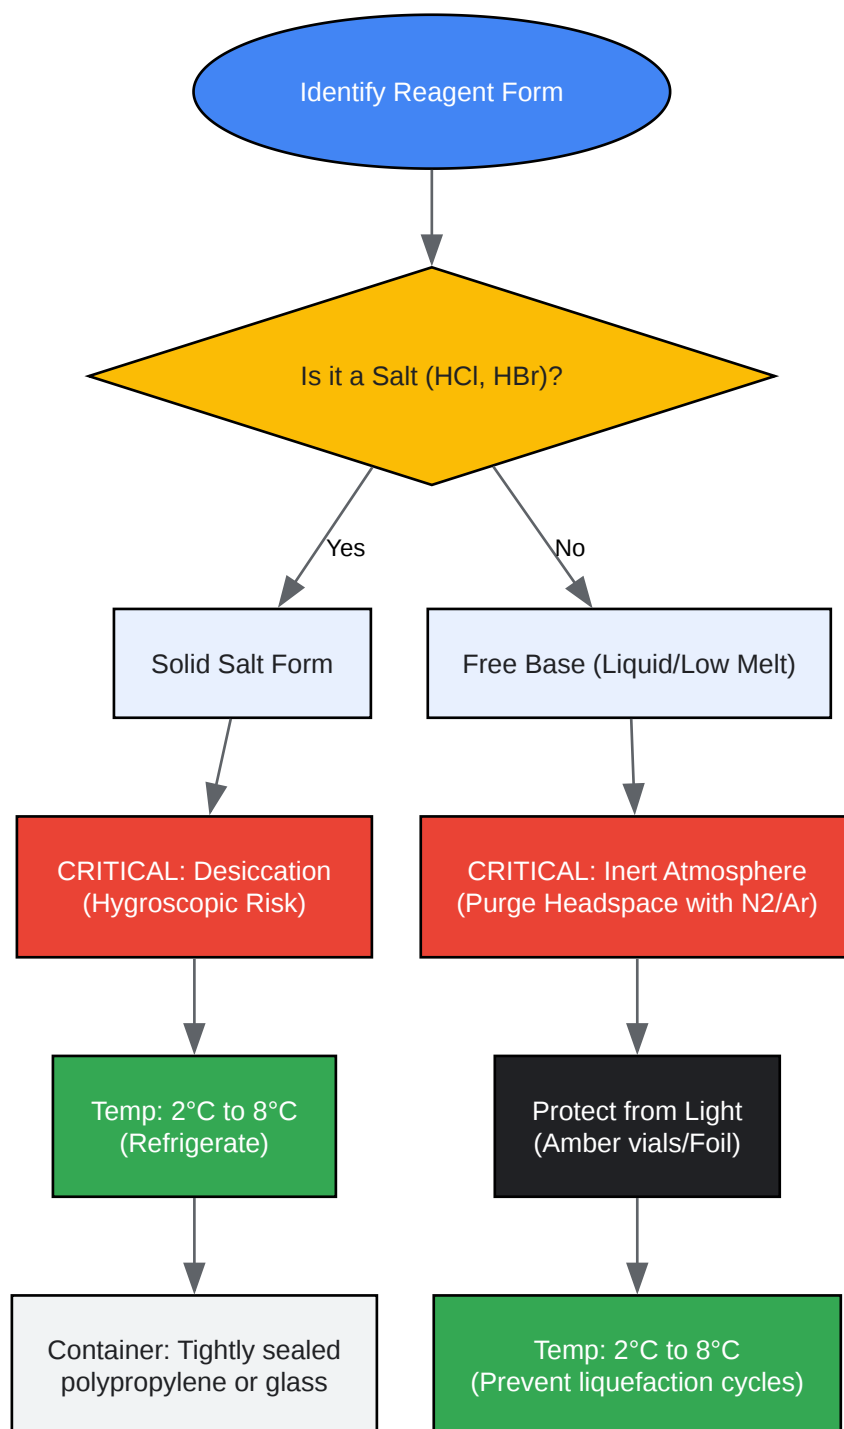 Identify Reagent Form
Is it a Salt (HCl, HBr)?
Yes
No
Solid Salt Form
Free Base (Liquid/Low Melt)
CRITICAL: Desiccation
(Hygroscopic Risk)
CRITICAL: Inert Atmosphere
(Purge Headspace with N2/Ar)
Temp: 2°C to 8°C
(Refrigerate)
Protect from Light
(Amber vials/Foil)
Container: Tightly sealed
polypropylene or glass
Temp: 2°C to 8°C
(Prevent liquefaction cycles)